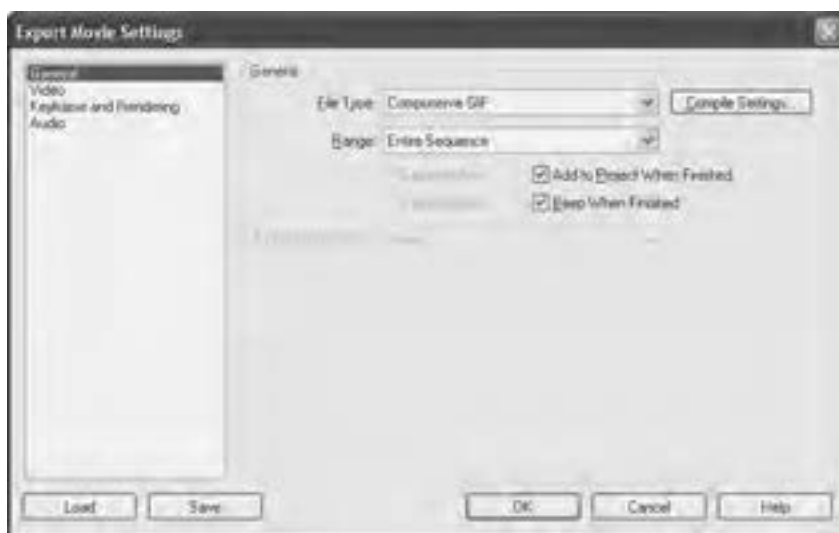 Export Movie Settings
General
Video
Keyframe and Rendering
Audio
General
File Type: Compuserve GIF
Compile Settings...
Range: Entire Sequence
Add to Project When Finished
Beep When Finished
Load
Save
OK
Cancel
Help